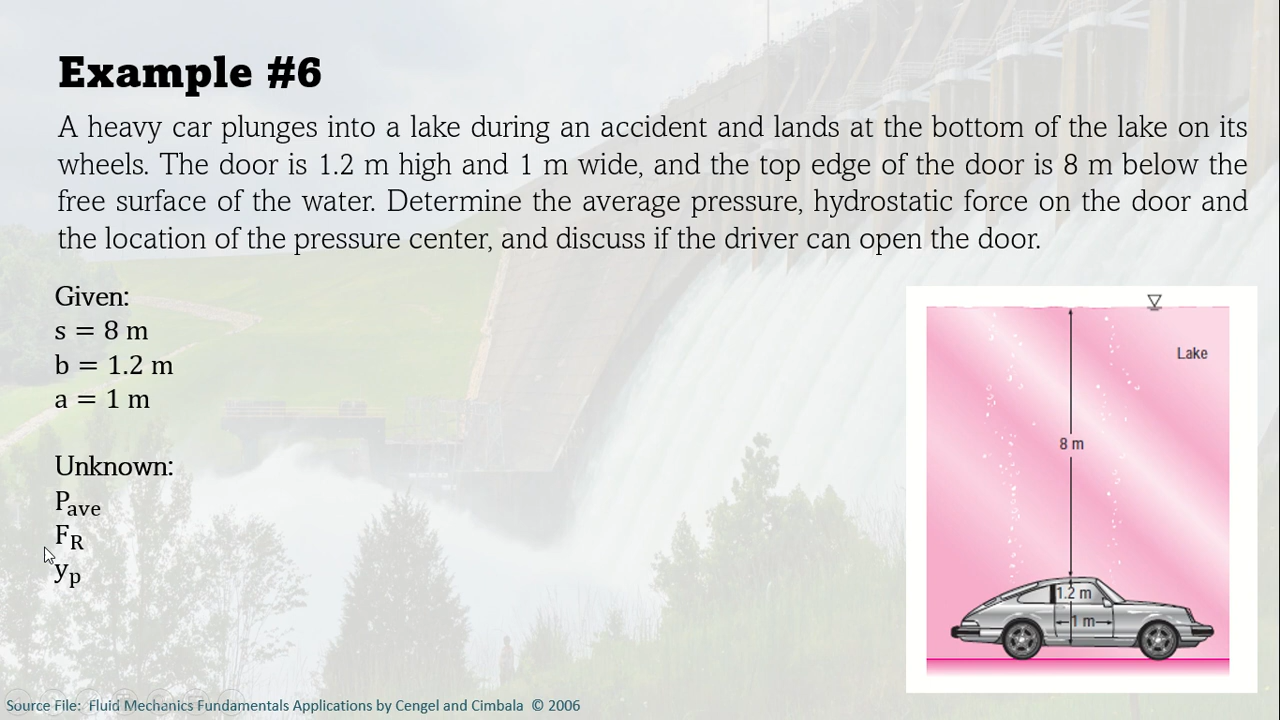 Example #6
A heavy car plunges into a lake during an accident and lands at the bottom of the lake on its
wheels. The door is 1.2 m high and 1 m wide, and the top edge of the door is 8 m below the
free surface of the water. Determine the average pressure, hydrostatic force on the door and
the location of the pressure center, and discuss if the driver can open the door.
Given:
s = 8 m
b = 1.2 m
a = 1 m
Unknown:
Pave
FR
yp
Lake
8 m
1.2 m
1 m
Source File: Fluid Mechanics Fundamentals Applications by Cengel and Cimbala © 2006